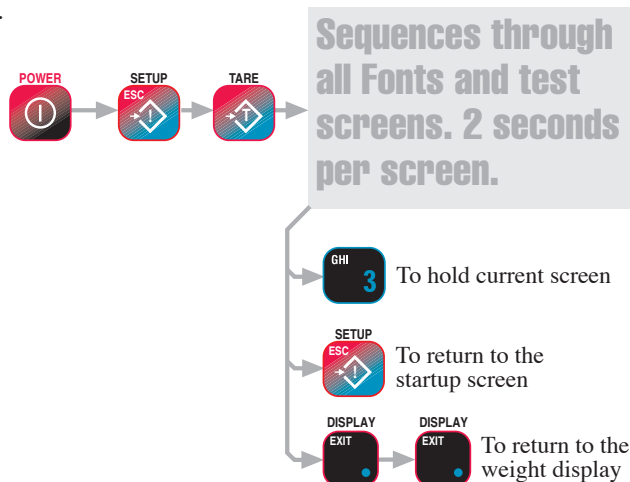 Sequences through
all Fonts and test
screens. 2 seconds
per screen.
POWER
SETUP
ESC
TARE
T
GHI
3
To hold current screen
SETUP
ESC
To return to the
startup screen
DISPLAY
EXIT
DISPLAY
EXIT
To return to the
weight display